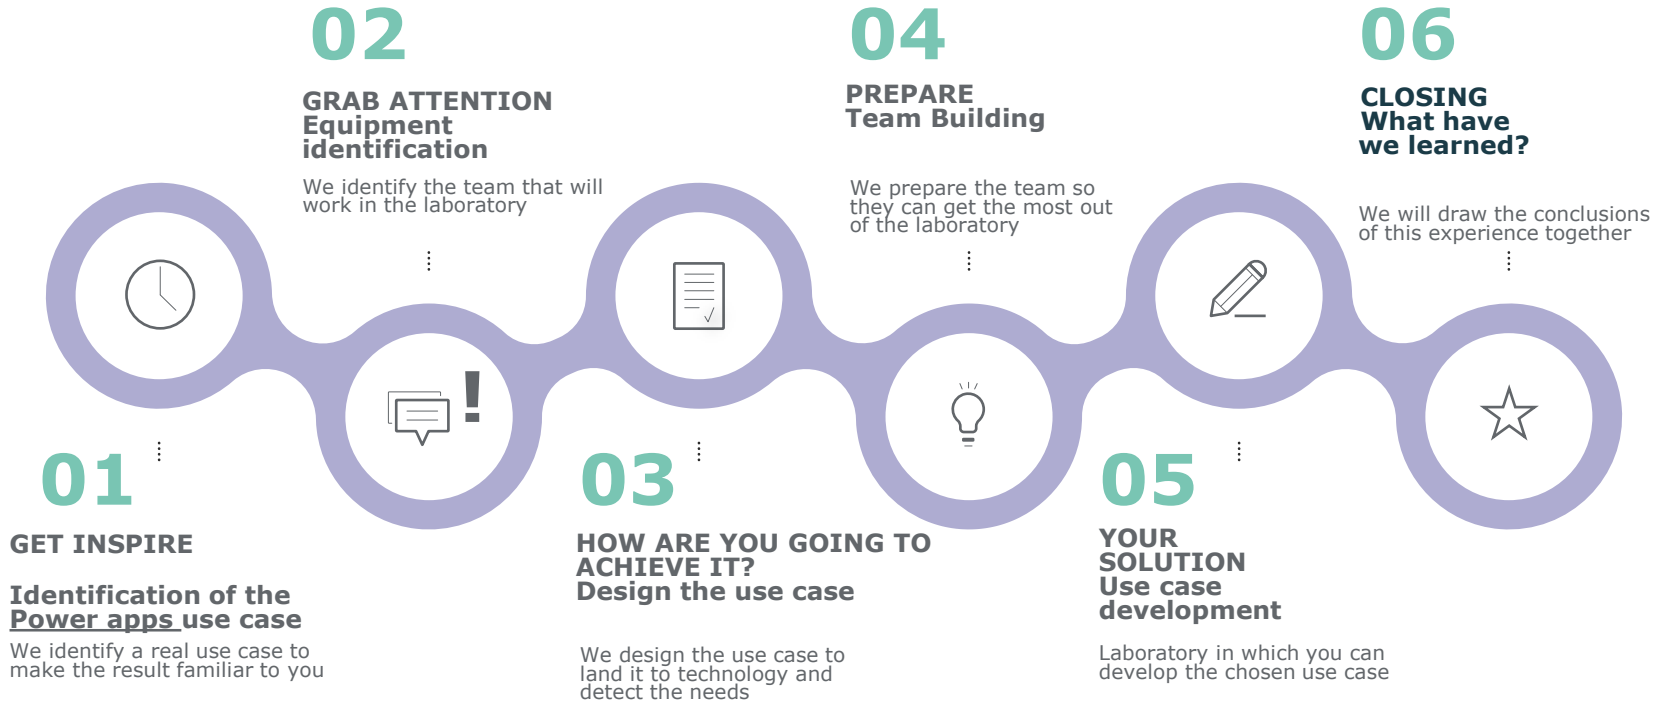 01
GET INSPIRE
Identification of the
Power apps use case
We identify a real use case to
make the result familiar to you
02
GRAB ATTENTION
Equipment
identification
We identify the team that will
work in the laboratory
!
03
HOW ARE YOU GOING TO
ACHIEVE IT?
Design the use case
We design the use case to
land it to technology and
detect the needs
04
PREPARE
Team Building
We prepare the team so
they can get the most out
of the laboratory
05
YOUR
SOLUTION
Use case
development
Laboratory in which you can
develop the chosen use case
06
CLOSING
What have
we learned?
We will draw the conclusions
of this experience together